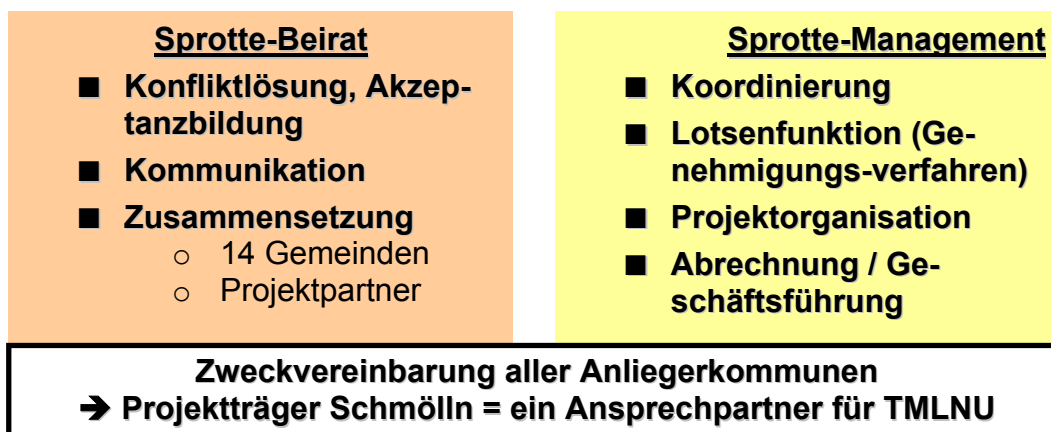 Sprotte-Beirat
■ Konfliktlösung, Akzep-
tanzbildung
■ Kommunikation
■ Zusammensetzung
o 14 Gemeinden
o Projektpartner
Sprotte-Management
■ Koordinierung
■ Lotsenfunktion (Ge-
nehmigungs-verfahren)
■ Projektorganisation
■ Abrechnung / Ge-
schäftsführung
Zweckvereinbarung aller Anliegerkommunen
➔ Projektträger Schmölln = ein Ansprechpartner für TMLNU